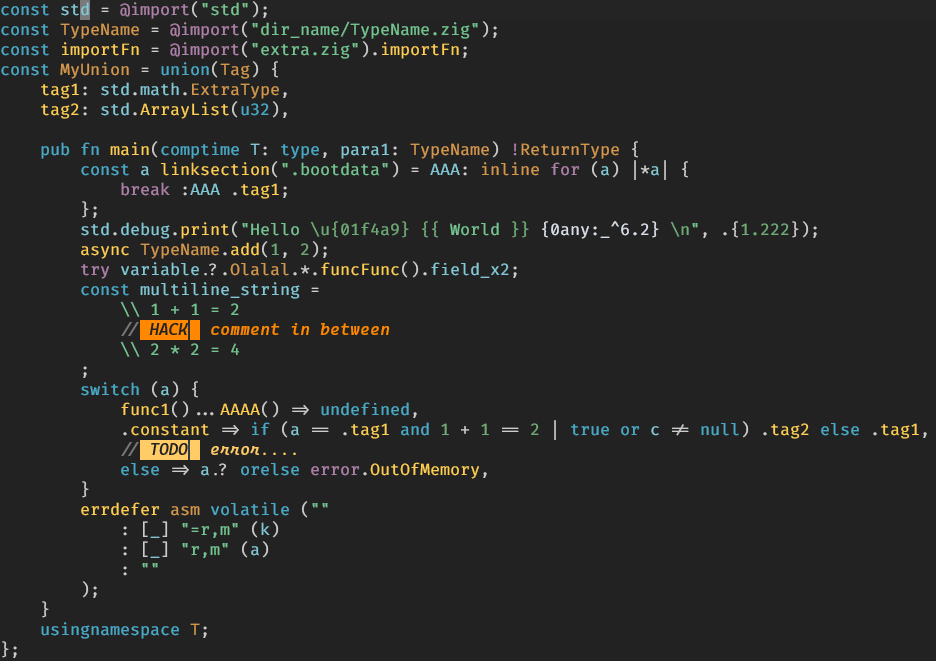 const std = @import("std");
const TypeName = @import("dir_name/TypeName.zig");
const importFn = @import("extra.zig").importFn;
const MyUnion = union(Tag) {
    tag1: std.math.ExtraType,
    tag2: std.ArrayList(u32),

    pub fn main(comptime T: type, para1: TypeName) !ReturnType {
        const a linksection(".bootdata") = AAA: inline for (a) |*a| {
            break :AAA .tag1;
        };
        std.debug.print("Hello \u{01f4a9} {{ World }} {0any:_^6.2} \n", .{1.222});
        async TypeName.add(1, 2);
        try variable.?.Olalal.*.funcFunc().field_x2;
        const multiline_string =
            \\ 1 + 1 = 2
            // HACK  comment in between
            \\ 2 * 2 = 4
        ;
        switch (a) {
            func1()...AAAA() => undefined,
            .constant => if (a == .tag1 and 1 + 1 == 2 | true or c != null) .tag2 else .tag1,
            // TODO  error....
            else => a.? orelse error.OutOfMemory,
        }
        errdefer asm volatile (""
            : [_] "=r,m" (k)
            : [_] "r,m" (a)
            : ""
        );
    }
    usingnamespace T;
};